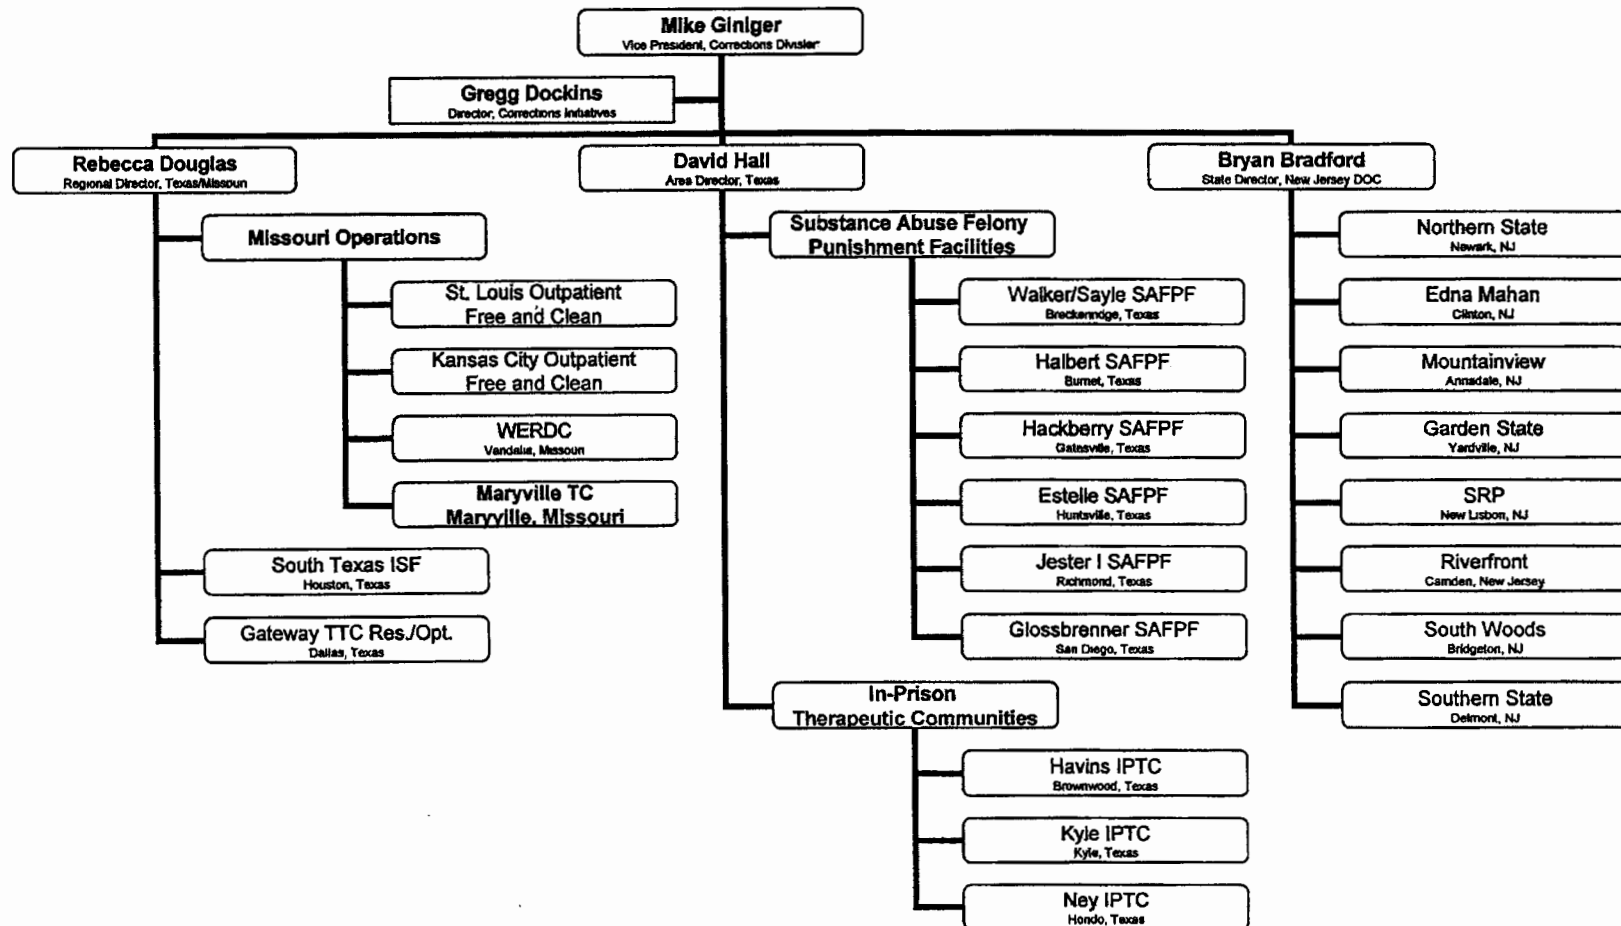 Mike Giniger
Vice President, Corrections Division
Gregg Dockins
Director, Corrections Initiatives
Rebecca Douglas
Regional Director, Texas/Missouri
Missouri Operations
St. Louis Outpatient
Free and Clean
Kansas City Outpatient
Free and Clean
WERDC
Vandalia, Missouri
Maryville TC
Maryville, Missouri
South Texas ISF
Houston, Texas
Gateway TTC Res./Opt.
Dallas, Texas
David Hall
Area Director, Texas
Substance Abuse Felony
Punishment Facilities
Walker/Sayle SAFPF
Breckenridge, Texas
Halbert SAFPF
Burnet, Texas
Hackberry SAFPF
Gatesville, Texas
Estelle SAFPF
Huntsville, Texas
Jester I SAFPF
Richmond, Texas
Glossbrenner SAFPF
San Diego, Texas
In-Prison
Therapeutic Communities
Havins IPTC
Brownwood, Texas
Kyle IPTC
Kyle, Texas
Ney IPTC
Hondo, Texas
Bryan Bradford
State Director, New Jersey DOC
Northern State
Newark, NJ
Edna Mahan
Clinton, NJ
Mountainview
Annadale, NJ
Garden State
Yardville, NJ
SRP
New Lisbon, NJ
Riverfront
Camden, New Jersey
South Woods
Bridgeton, NJ
Southern State
Delmont, NJ